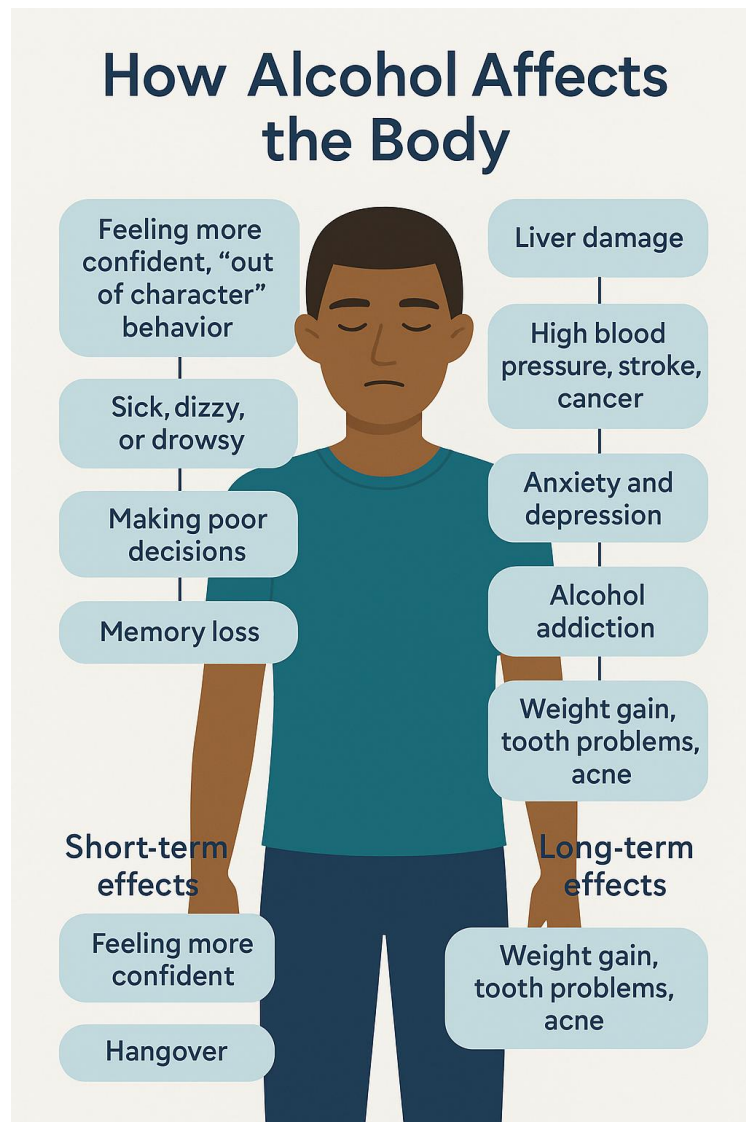 How Alcohol Affects
the Body
Feeling more
confident, “out
of character”
behavior
Sick, dizzy,
or drowsy
Making poor
decisions
Memory loss
Liver damage
High blood
pressure, stroke,
cancer
Anxiety and
depression
Alcohol
addiction
Weight gain,
tooth problems,
acne
Short-term
effects
Feeling more
confident
Hangover
Long-term
effects
Weight gain,
tooth problems,
acne